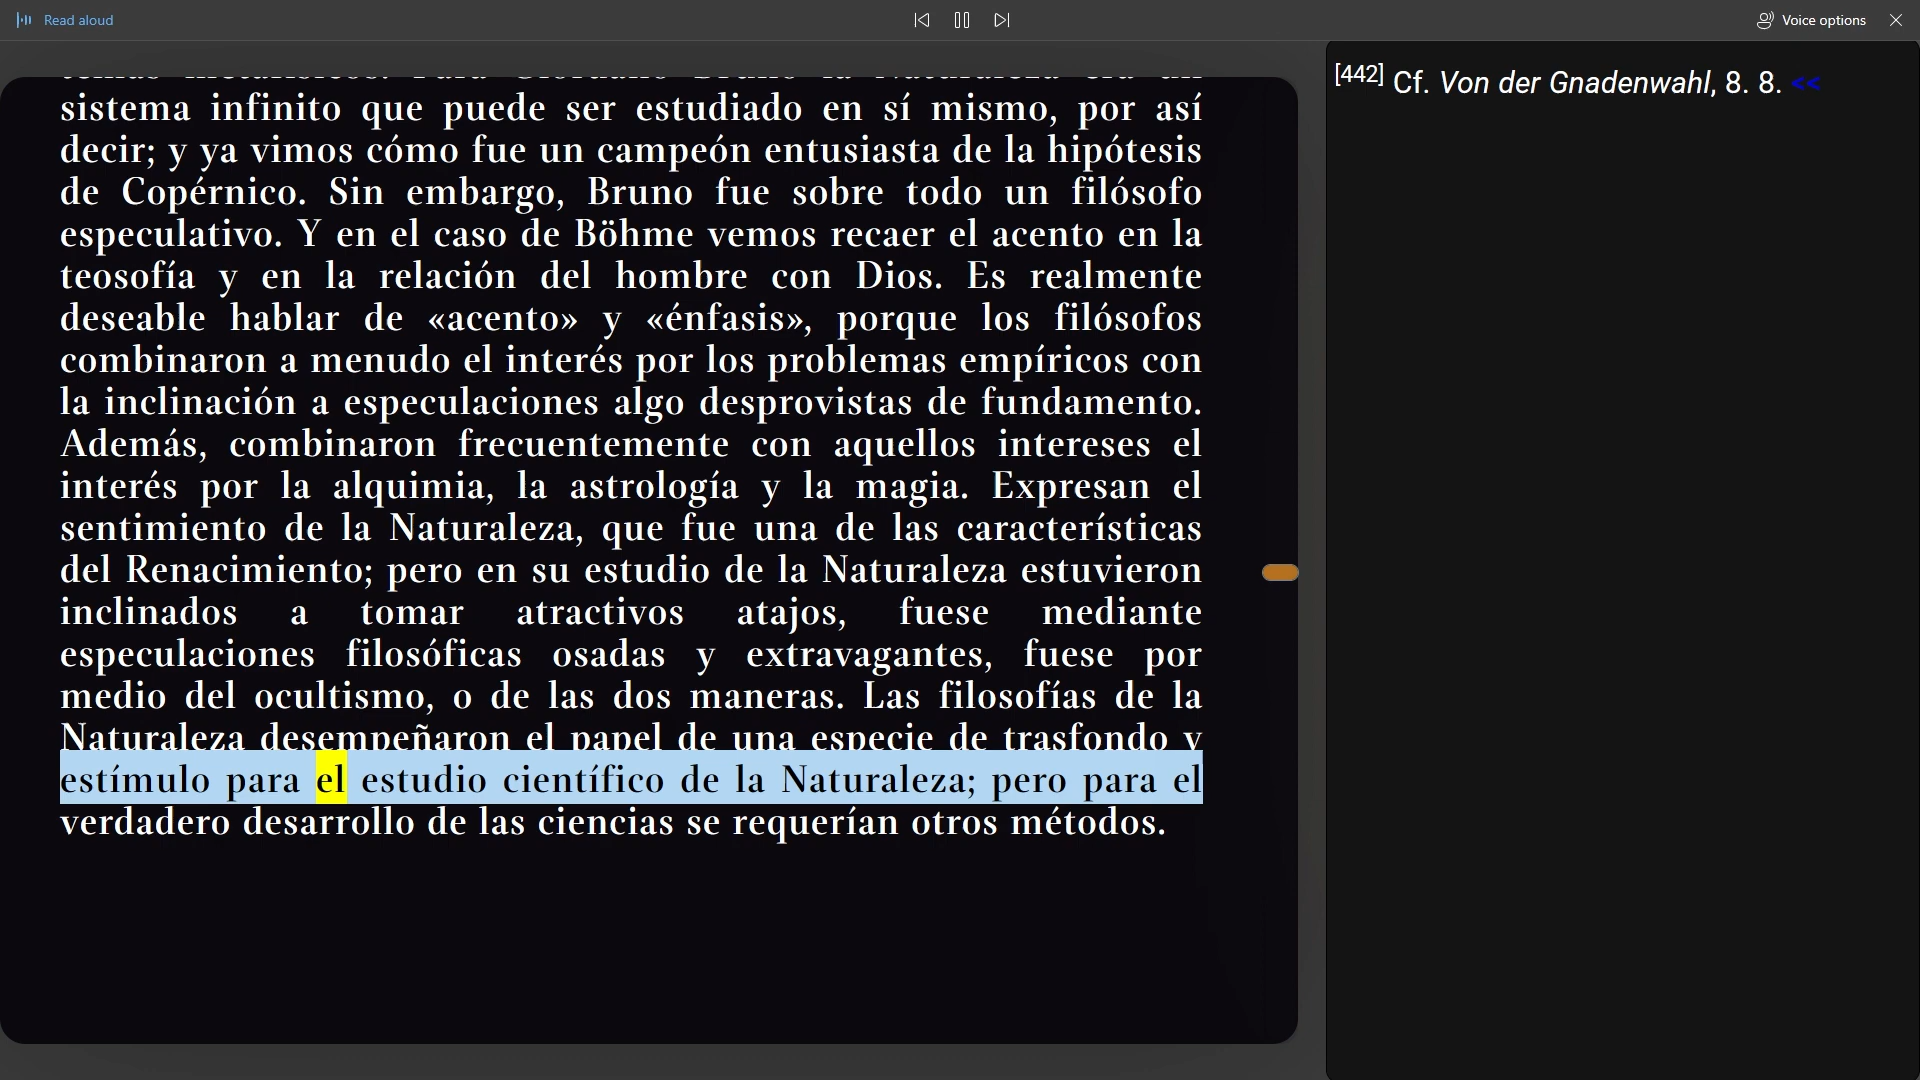 Read aloud
Voice options
temas metafísicos. Para Giordano Bruno la Naturaleza era un
sistema infinito que puede ser estudiado en sí mismo, por así
decir; y ya vimos cómo fue un campeón entusiasta de la hipótesis
de Copérnico. Sin embargo, Bruno fue sobre todo un filósofo
especulativo. Y en el caso de Böhme vemos recaer el acento en la
teosofía y en la relación del hombre con Dios. Es realmente
deseable hablar de «acento» y «énfasis», porque los filósofos
combinaron a menudo el interés por los problemas empíricos con
la inclinación a especulaciones algo desprovistas de fundamento.
Además, combinaron frecuentemente con aquellos intereses el
interés por la alquimia, la astrología y la magia. Expresan el
sentimiento de la Naturaleza, que fue una de las características
del Renacimiento; pero en su estudio de la Naturaleza estuvieron
inclinados a tomar atractivos atajos, fuese mediante
especulaciones filosóficas osadas y extravagantes, fuese por
medio del ocultismo, o de las dos maneras. Las filosofías de la
Naturaleza desempeñaron el papel de una especie de trasfondo y
estímulo para el estudio científico de la Naturaleza; pero para el
verdadero desarrollo de las ciencias se requerían otros métodos.
[442] Cf. Von der Gnadenwahl, 8. 8. <<